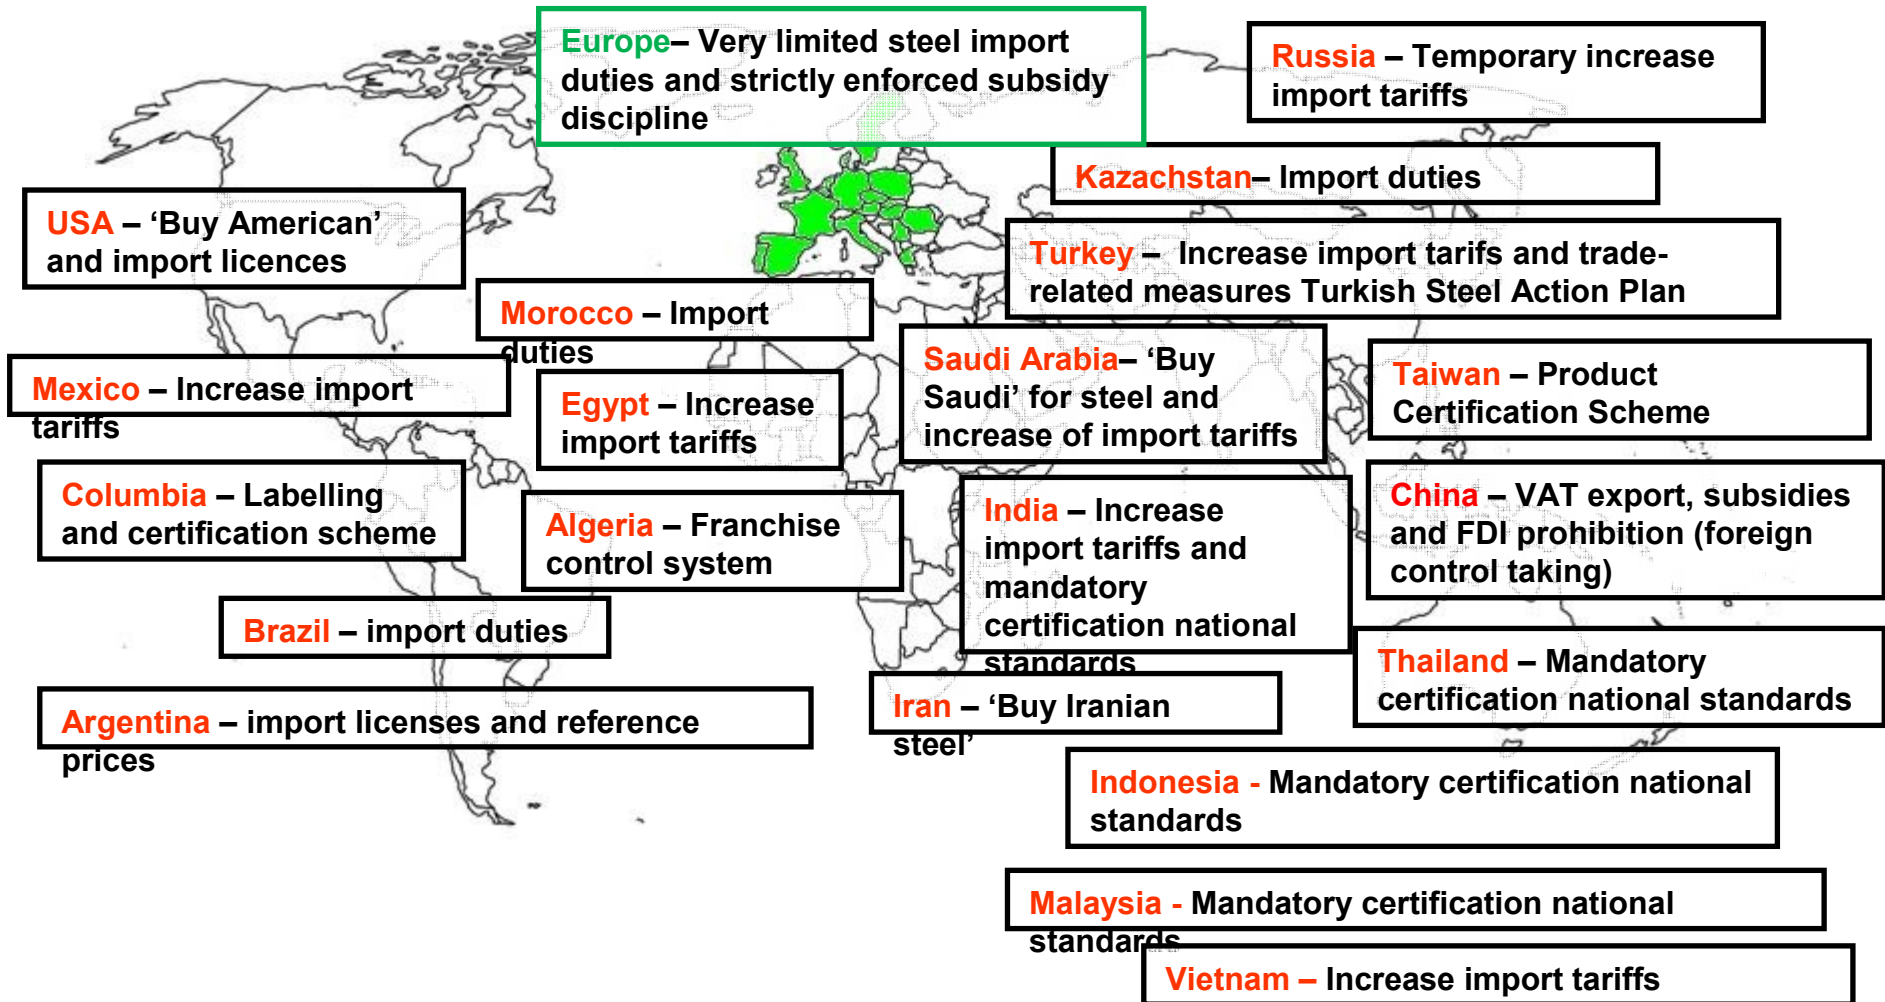 Europe– Very limited steel import
duties and strictly enforced subsidy
discipline
Russia – Temporary increase
import tariffs
Kazachstan– Import duties
USA – ‘Buy American’
and import licences
Turkey –  Increase import tarifs and trade-
related measures Turkish Steel Action Plan
Morocco – Import
duties
Saudi Arabia– ‘Buy
Saudi’ for steel and
increase of import tariffs
Taiwan – Product
Certification Scheme
Mexico – Increase import
tariffs
Egypt – Increase
import tariffs
Columbia – Labelling
and certification scheme
Algeria – Franchise
control system
India – Increase
import tariffs and
mandatory
certification national
standards
China – VAT export, subsidies
and FDI prohibition (foreign
control taking)
Brazil – import duties
Thailand – Mandatory
certification national standards
Argentina – import licenses and reference
prices
Iran – ‘Buy Iranian
steel’
Indonesia - Mandatory certification national
standards
Malaysia - Mandatory certification national
standards
Vietnam – Increase import tariffs